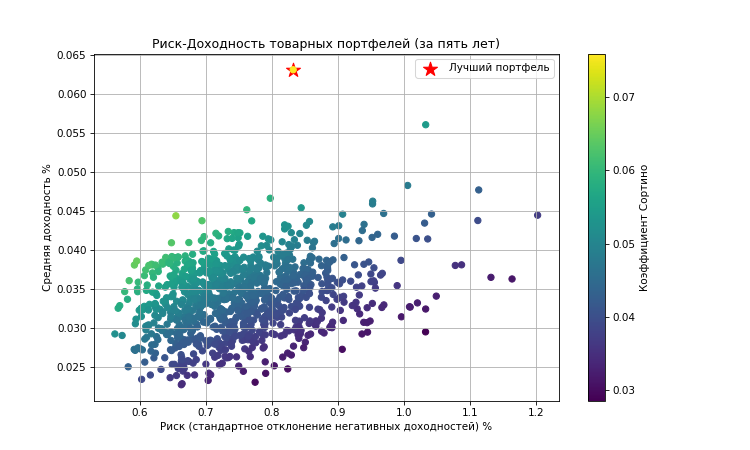 Риск-Доходность товарных портфелей (за пять лет)
Лучший портфель
Средняя доходность %
0.065
0.060
0.055
0.050
0.045
0.040
0.035
0.030
0.025
0.6 0.7 0.8 0.9 1.0 1.1 1.2
Риск (стандартное отклонение негативных доходностей) %
0.07
0.06
0.05
0.04
0.03
Коэффициент Сортино